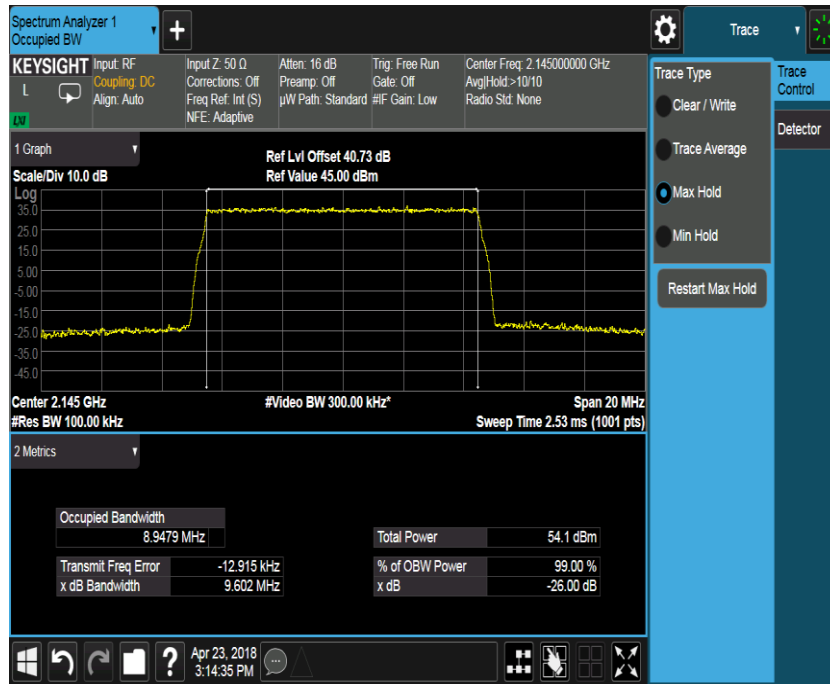 Spectrum Analyzer 1
Occupied BW
+
Trace
KEYSIGHT
L
LXI
Input: RF
Coupling: DC
Align: Auto
Input Z: 50 Ω
Corrections: Off
Freq Ref: Int (S)
NFE: Adaptive
Atten: 16 dB
Preamp: Off
µW Path: Standard
Trig: Free Run
Gate: Off
#IF Gain: Low
Center Freq: 2.145000000 GHz
Avg|Hold:>10/10
Radio Std: None
1 Graph
Scale/Div 10.0 dB
Ref Lvl Offset 40.73 dB
Ref Value 45.00 dBm
Log
35.0
25.0
15.0
5.00
-5.00
-15.0
-25.0
-35.0
-45.0
Center 2.145 GHz
#Res BW 100.00 kHz
#Video BW 300.00 kHz*
Span 20 MHz
Sweep Time 2.53 ms (1001 pts)
2 Metrics
Occupied Bandwidth
8.9479 MHz
Total Power 54.1 dBm
Transmit Freq Error -12.915 kHz
% of OBW Power 99.00 %
x dB Bandwidth 9.602 MHz
x dB -26.00 dB
?
Apr 23, 2018
3:14:35 PM
Trace Type
Clear / Write
Trace Average
Max Hold
Min Hold
Restart Max Hold
Trace
Control
Detector